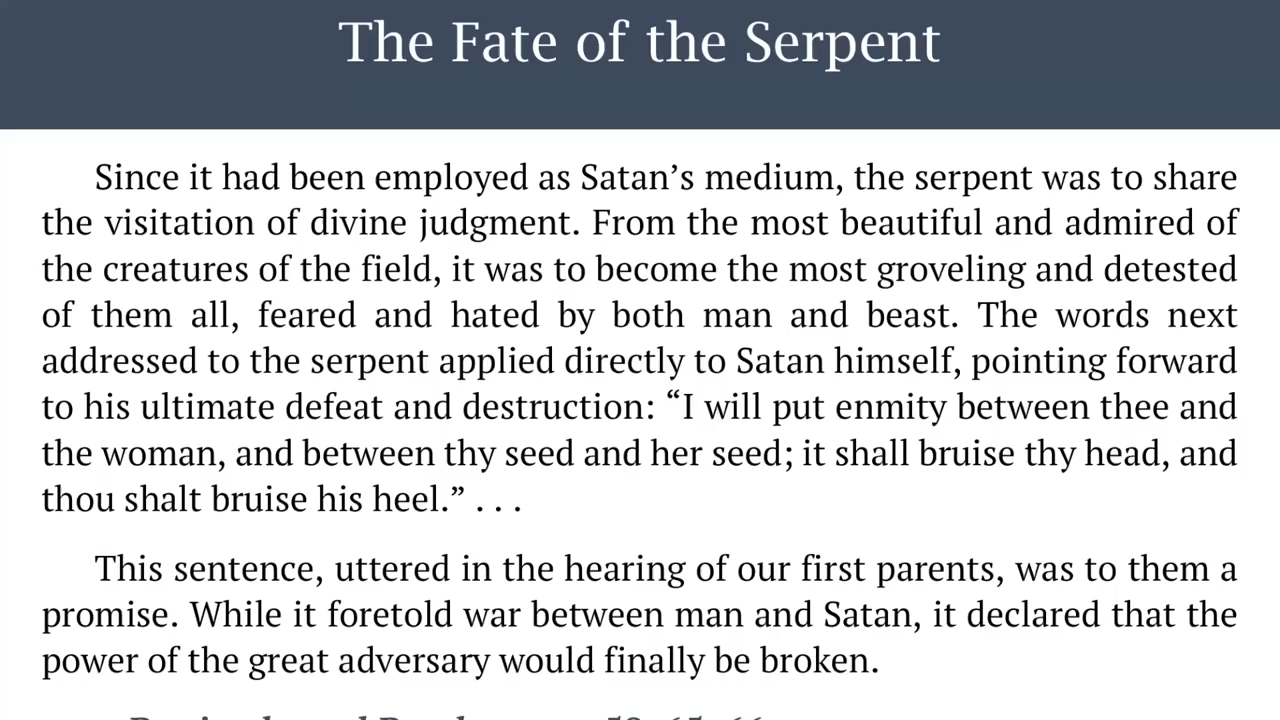 The Fate of the Serpent
Since it had been employed as Satan’s medium, the serpent was to share
the visitation of divine judgment. From the most beautiful and admired of
the creatures of the field, it was to become the most groveling and detested
of them all, feared and hated by both man and beast. The words next
addressed to the serpent applied directly to Satan himself, pointing forward
to his ultimate defeat and destruction: “I will put enmity between thee and
the woman, and between thy seed and her seed; it shall bruise thy head, and
thou shalt bruise his heel.” . . .
This sentence, uttered in the hearing of our first parents, was to them a
promise. While it foretold war between man and Satan, it declared that the
power of the great adversary would finally be broken.